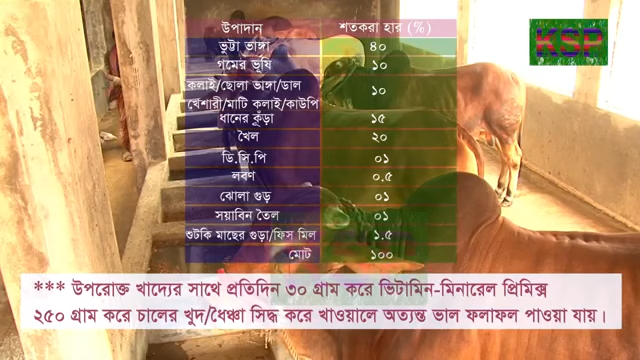 উপাদান শতকরা হার (%)
KSP
ভুট্টা ভাঙ্গা ৪০
গমের ভূষি ১০
কলাই/ছোলা ভাঙ্গা/ডাল
খেঁশারী/মাটি কলাই/কাউপি ১০
ধানের কুঁড়া ১৫
খৈল ২০
ডি.সি.পি ০১
লবণ ০.৫
ঝোলা গুড় ০১
সয়াবিন তৈল ০১
শুটকি মাছের গুড়া/ফিস মিল ১.৫
মোট ১০০
*** উপরোক্ত খাদ্যের সাথে প্রতিদিন ৩০ গ্রাম করে ভিটামিন-মিনারেল প্রিমিক্স
২৫০ গ্রাম করে চালের খুদ/ধৈঞ্চা সিদ্ধ করে খাওয়ালে অত্যন্ত ভাল ফলাফল পাওয়া যায়।